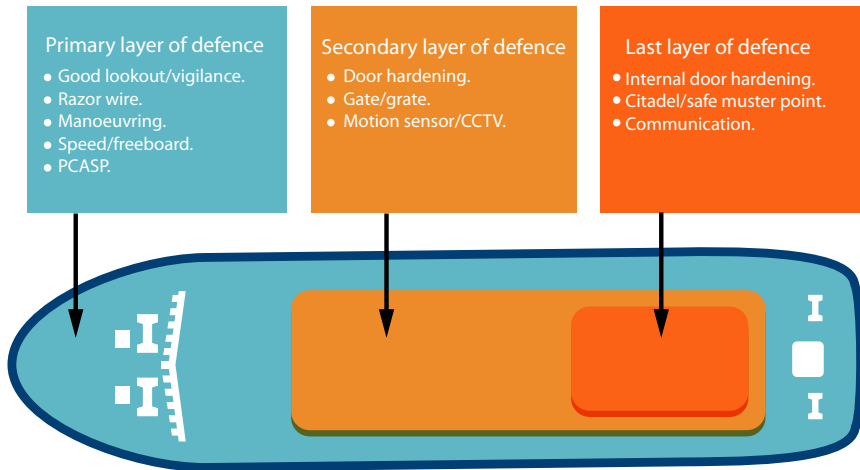 Primary layer of defence
• Good lookout/vigilance.
• Razor wire.
• Manoeuvring.
• Speed/freeboard.
• PCASP.
Secondary layer of defence
• Door hardening.
• Gate/grate.
• Motion sensor/CCTV.
Last layer of defence
• Internal door hardening.
• Citadel/safe muster point.
• Communication.